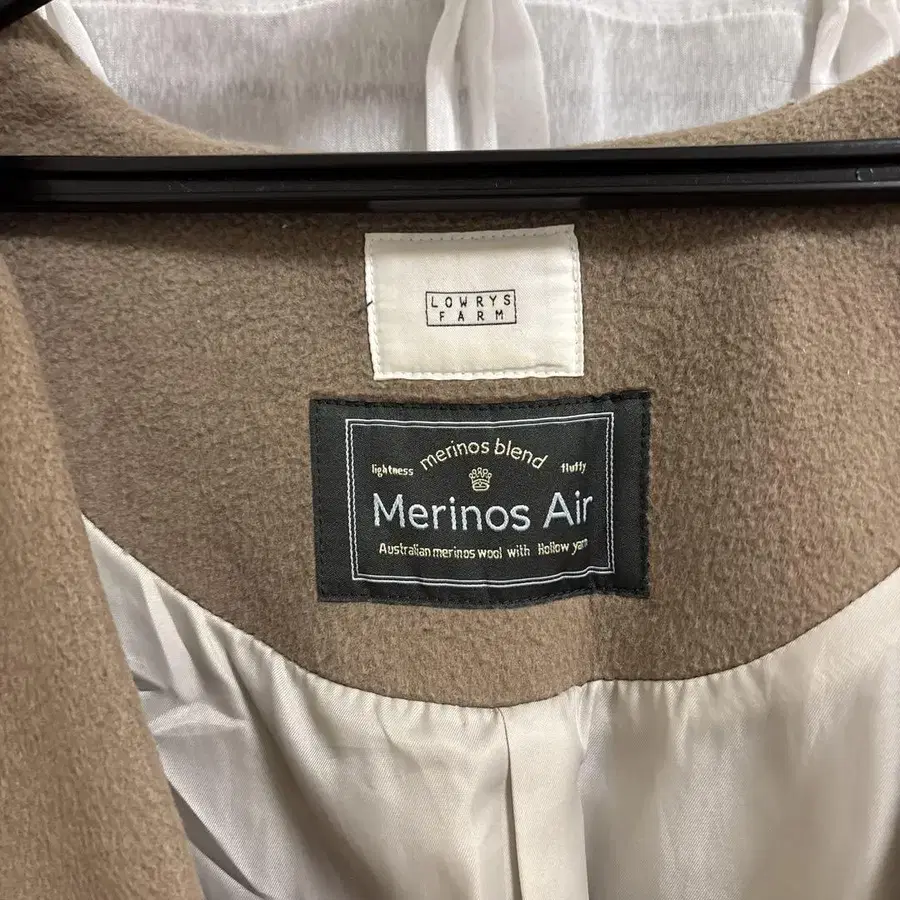 LOWRYS
FARM
merinos blend
lightness
fluffy
Merinos Air
Australian merinos wool with Hollow yarn